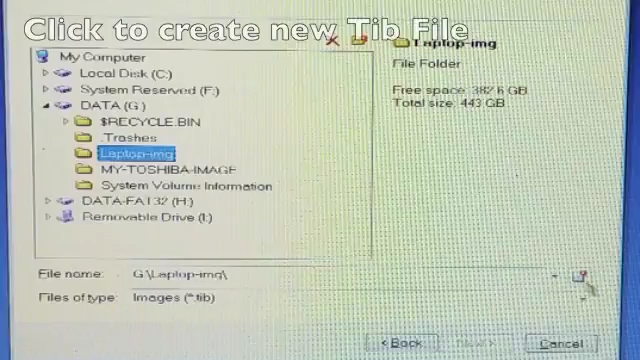 Click to create new Tib File
My Computer
Local Disk (C:)
System Reserved (F:)
DATA (G:)
$RECYCLE.BIN
.Trashes
Laptop-img
MY-TOSHIBA-IMAGE
System Volume Information
DATA-FAT32 (H:)
Removable Drive (I:)
Laptop-img
File Folder
Free space: 382.6 GB
Total size: 443 GB
File name: G:\Laptop-img\
Files of type: Images (*.tib)
< Back
Next >
Cancel